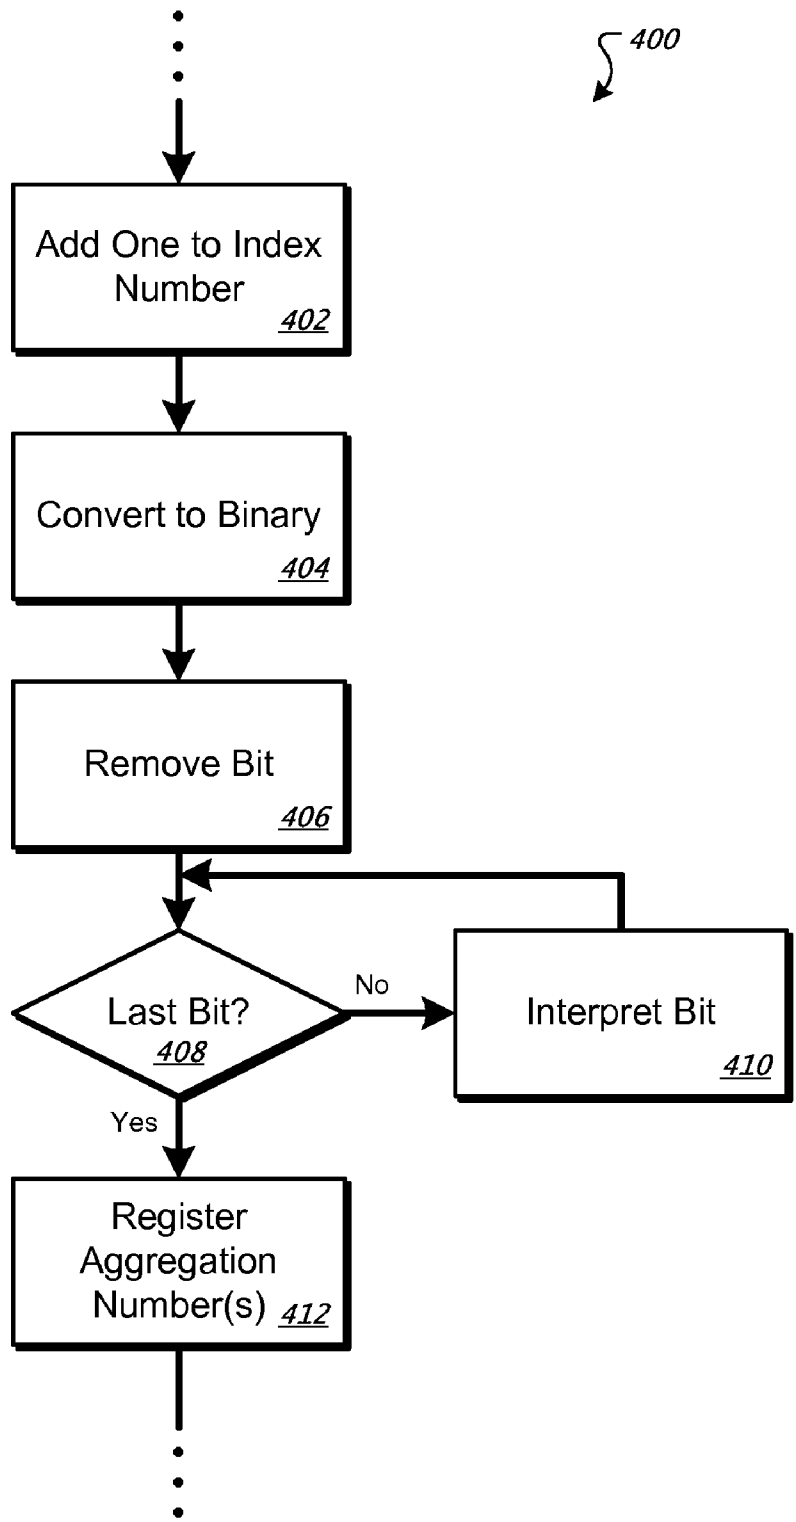 400
Add One to Index
Number
402
Convert to Binary
404
Remove Bit
406
Last Bit?
408
No
Interpret Bit
410
Yes
Register
Aggregation
Number(s)
412